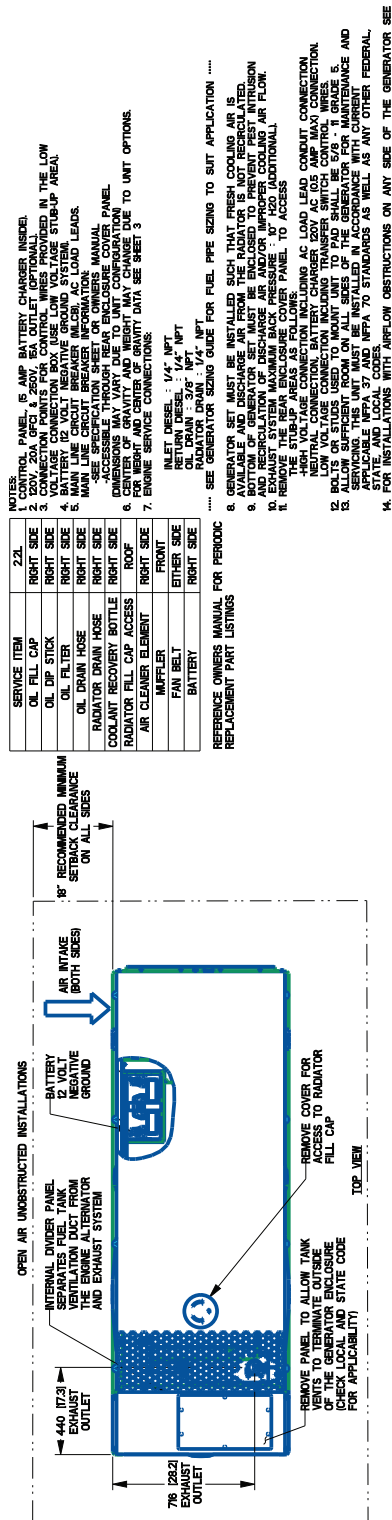 OPEN AIR UNOBSTRUCTED INSTALLATIONS
18" RECOMMENDED MINIMUM
SETBACK CLEARANCE
ON ALL SIDES
AIR INTAKE
(BOTH SIDES)
BATTERY
12 VOLT
NEGATIVE
GROUND
INTERNAL DIVIDER PANEL
SEPARATES FUEL TANK
VENTILATION DUCT FROM
THE ENGINE ALTERNATOR
AND EXHAUST SYSTEM
440 [17.3]
EXHAUST
OUTLET
716 [28.2]
EXHAUST
OUTLET
REMOVE PANEL TO ALLOW TANK
VENTS TO TERMINATE OUTSIDE
OF THE GENERATOR ENCLOSURE
(CHECK LOCAL AND STATE CODE
FOR APPLICABILITY)
REMOVE COVER FOR
ACCESS TO RADIATOR
FILL CAP
TOP VIEW
SERVICE ITEM 2.2L
OIL FILL CAP RIGHT SIDE
OIL DIP STICK RIGHT SIDE
OIL FILTER RIGHT SIDE
OIL DRAIN HOSE RIGHT SIDE
RADIATOR DRAIN HOSE RIGHT SIDE
COOLANT RECOVERY BOTTLE RIGHT SIDE
RADIATOR FILL CAP ACCESS ROOF
AIR CLEANER ELEMENT RIGHT SIDE
MUFFLER FRONT
FAN BELT EITHER SIDE
BATTERY RIGHT SIDE
REFERENCE OWNERS MANUAL FOR PERIODIC
REPLACEMENT PART LISTINGS
NOTES:
1. CONTROL PANEL, (5 AMP BATTERY CHARGER INSIDE).
2. 120V, 20A GFCI & 250V, 15A OUTLET (OPTIONAL).
3. CONNECTION POINTS FOR CONTROL WIRES PROVIDED IN THE LOW
VOLTAGE CONNECTION BOX (USE LOW VOLTAGE STUB-UP AREA).
4. BATTERY (12 VOLT NEGATIVE GROUND SYSTEM).
5. MAIN LINE CIRCUIT BREAKER (MLCB), AC LOAD LEADS.
MAIN LINE CIRCUIT BREAKER INFORMATION:
-SEE SPECIFICATION SHEET OR OWNERS MANUAL
-ACCESSIBLE THROUGH REAR ENCLOSURE COVER PANEL
(DIMENSIONS MAY VARY DUE TO UNIT CONFIGURATION)
6. CENTER OF GRAVITY AND WEIGHT MAY CHANGE DUE TO UNIT OPTIONS.
FOR WEIGHT AND CENTER OF GRAVITY DATA SEE SHEET 3
7. ENGINE SERVICE CONNECTIONS:
INLET DIESEL : 1/4" NPT
RETURN DIESEL : 1/4" NPT
OIL DRAIN : 3/8" NPT
RADIATOR DRAIN : 1/4" NPT
..... SEE GENERATOR SIZING GUIDE FOR FUEL PIPE SIZING TO SUIT APPLICATION .....
8. GENERATOR SET MUST BE INSTALLED SUCH THAT FRESH COOLING AIR IS
AVAILABLE AND DISCHARGE AIR FROM THE RADIATOR IS NOT RECIRCULATED.
9. BOTTOM OF GENERATOR SET MUST BE ENCLOSED TO PREVENT PEST INTRUSION
AND RECIRCULATION OF DISCHARGE AIR AND/OR IMPROPER COOLING AIR FLOW.
10. EXHAUST SYSTEM MAXIMUM BACK PRESSURE : 10" H2O (ADDITIONAL).
11. REMOVE THE REAR ENCLOSURE COVER PANEL TO ACCESS
THE STUB-UP AREAS AS FOLLOWS:
-HIGH VOLTAGE CONNECTION INCLUDING AC LOAD LEAD CONDUIT CONNECTION
NEUTRAL CONNECTION, BATTERY CHARGER 120V AC (0.5 AMP MAX) CONNECTION.
-LOW VOLTAGE CONNECTION INCLUDING TRANSFER SWITCH CONTROL WIRES.
12. BOLTS OR STUDS USED TO MOUNT UNIT TO PAD SHALL BE 5/8 - 11 GRADE 5.
13. ALLOW SUFFICIENT ROOM ON ALL SIDES OF THE GENERATOR FOR MAINTENANCE AND
SERVICING. THIS UNIT MUST BE INSTALLED IN ACCORDANCE WITH CURRENT
APPLICABLE NFPA 37 AND NFPA 70 STANDARDS AS WELL AS ANY OTHER FEDERAL,
STATE, AND LOCAL CODES.
14. FOR INSTALLATIONS WITH AIRFLOW OBSTRUCTIONS ON ANY SIDE OF THE GENERATOR SEE